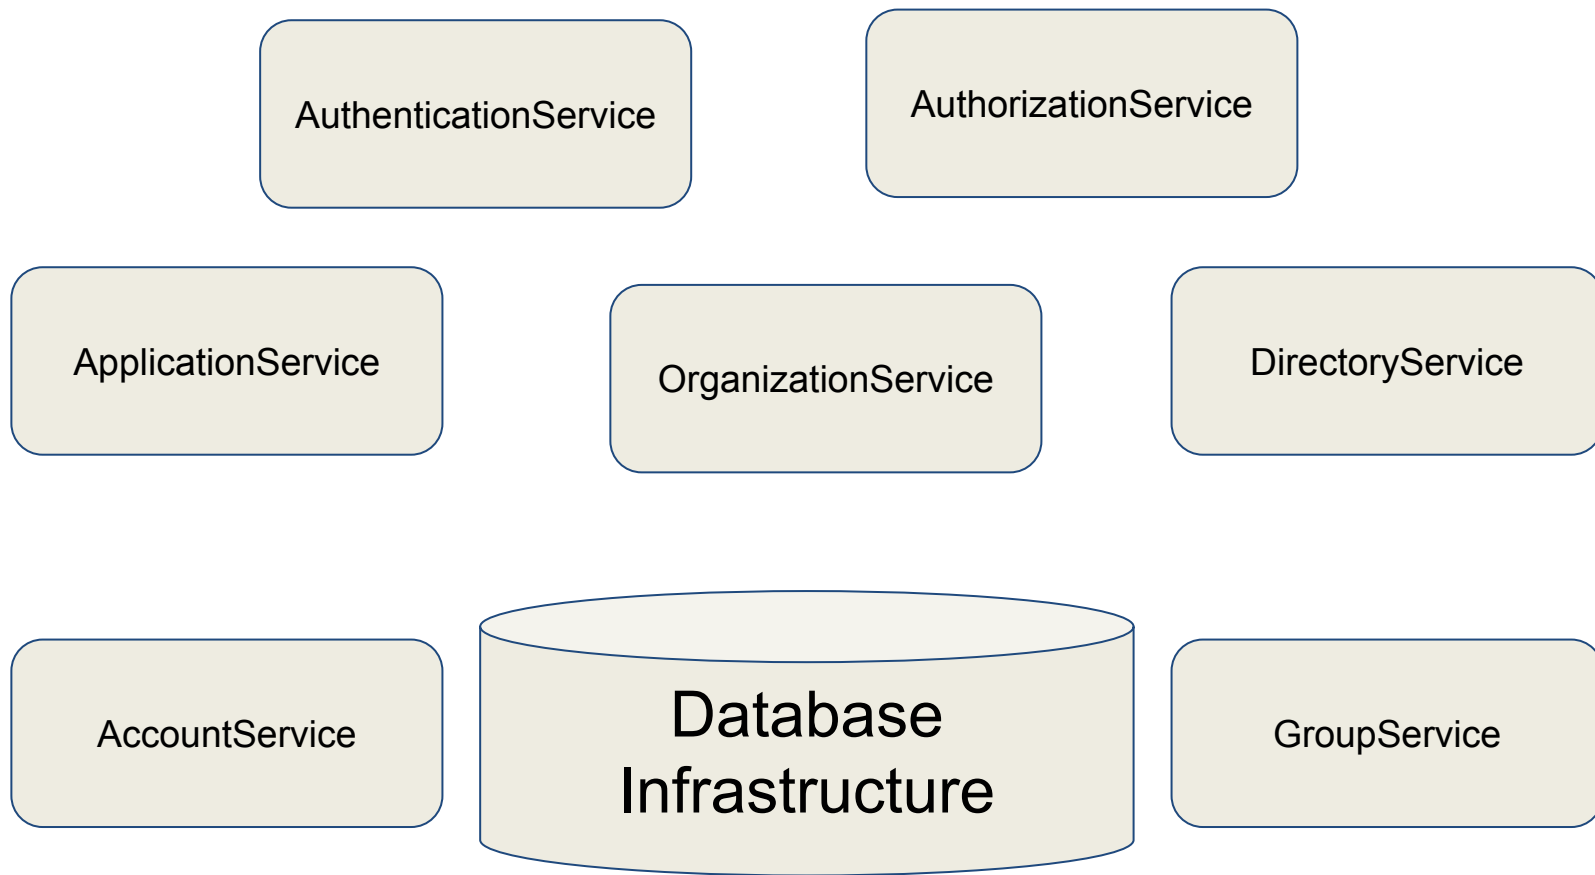 AuthenticationService
AuthorizationService
ApplicationService
OrganizationService
DirectoryService
AccountService
Database
Infrastructure
GroupService